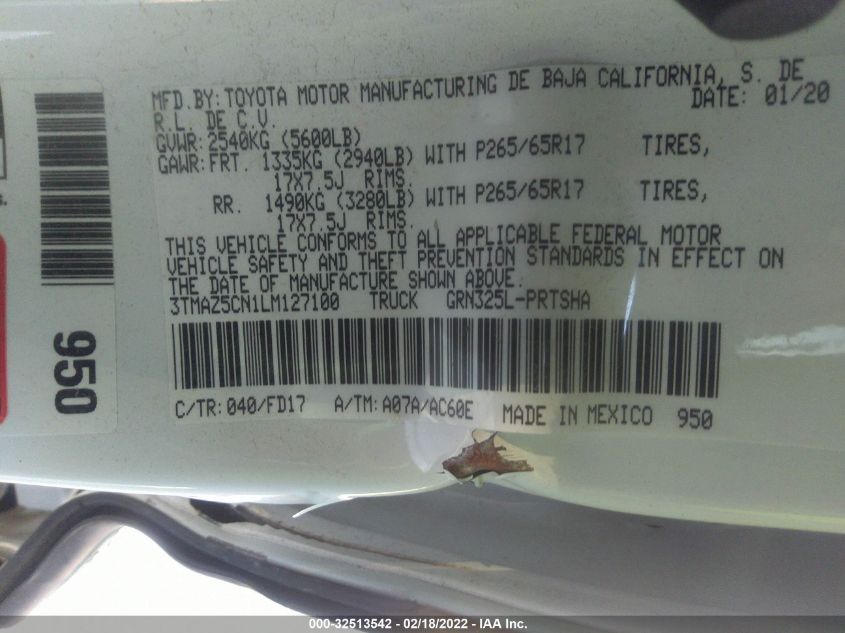 MFD.BY: TOYOTA MOTOR MANUFACTURING DE BAJA CALIFORNIA, S. DE
R.L. DE C.V. DATE: 01/20
GVWR: 2540KG (5600LB)
GAWR: FRT. 1335KG (2940LB) WITH P265/65R17 TIRES,
17X7.5J RIMS.
RR. 1490KG (3280LB) WITH P265/65R17 TIRES,
17X7.5J RIMS.
THIS VEHICLE CONFORMS TO ALL APPLICABLE FEDERAL MOTOR
VEHICLE SAFETY AND THEFT PREVENTION STANDARDS IN EFFECT ON
THE DATE OF MANUFACTURE SHOWN ABOVE.
3TMAZ5CN1LM127100 TRUCK GRN325L-PRTSHA
C/TR: 040/FD17 A/TM: A07A/AC60E MADE IN MEXICO 950
950
000-32513542 - 02/18/2022 - IAA Inc.